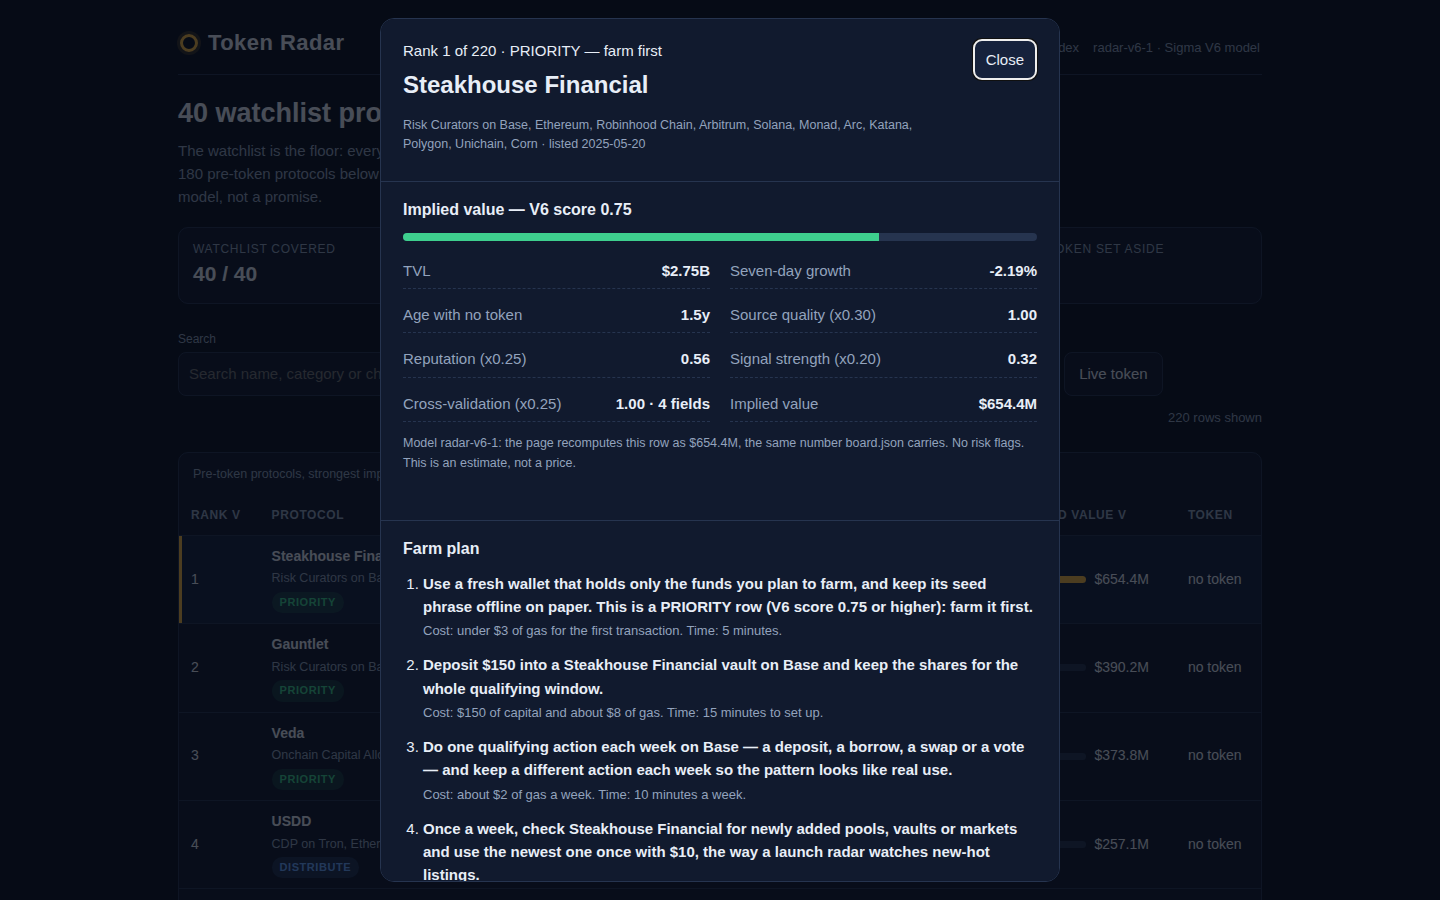 Token Radar
dex radar-v6-1 · Sigma V6 model
40 watchlist pro
The watchlist is the floor: every
180 pre-token protocols below
model, not a promise.
WATCHLIST COVERED
40 / 40
OKEN SET ASIDE
Search
Search name, category or ch
Live token
220 rows shown
Pre-token protocols, strongest imp
RANK V PROTOCOL D VALUE V TOKEN
1
Steakhouse Fina
Risk Curators on Ba
PRIORITY
$654.4M no token
2
Gauntlet
Risk Curators on Ba
PRIORITY
$390.2M no token
3
Veda
Onchain Capital Allo
PRIORITY
$373.8M no token
4
USDD
CDP on Tron, Ether
DISTRIBUTE
$257.1M no token
Rank 1 of 220 · PRIORITY — farm first
Close
Steakhouse Financial
Risk Curators on Base, Ethereum, Robinhood Chain, Arbitrum, Solana, Monad, Arc, Katana,
Polygon, Unichain, Corn · listed 2025-05-20
Implied value — V6 score 0.75
TVL $2.75B Seven-day growth -2.19%
Age with no token 1.5y Source quality (x0.30) 1.00
Reputation (x0.25) 0.56 Signal strength (x0.20) 0.32
Cross-validation (x0.25) 1.00 · 4 fields Implied value $654.4M
Model radar-v6-1: the page recomputes this row as $654.4M, the same number board.json carries. No risk flags.
This is an estimate, not a price.
Farm plan
1. Use a fresh wallet that holds only the funds you plan to farm, and keep its seed
phrase offline on paper. This is a PRIORITY row (V6 score 0.75 or higher): farm it first.
Cost: under $3 of gas for the first transaction. Time: 5 minutes.
2. Deposit $150 into a Steakhouse Financial vault on Base and keep the shares for the
whole qualifying window.
Cost: $150 of capital and about $8 of gas. Time: 15 minutes to set up.
3. Do one qualifying action each week on Base — a deposit, a borrow, a swap or a vote
— and keep a different action each week so the pattern looks like real use.
Cost: about $2 of gas a week. Time: 10 minutes a week.
4. Once a week, check Steakhouse Financial for newly added pools, vaults or markets
and use the newest one once with $10, the way a launch radar watches new-hot
listings.